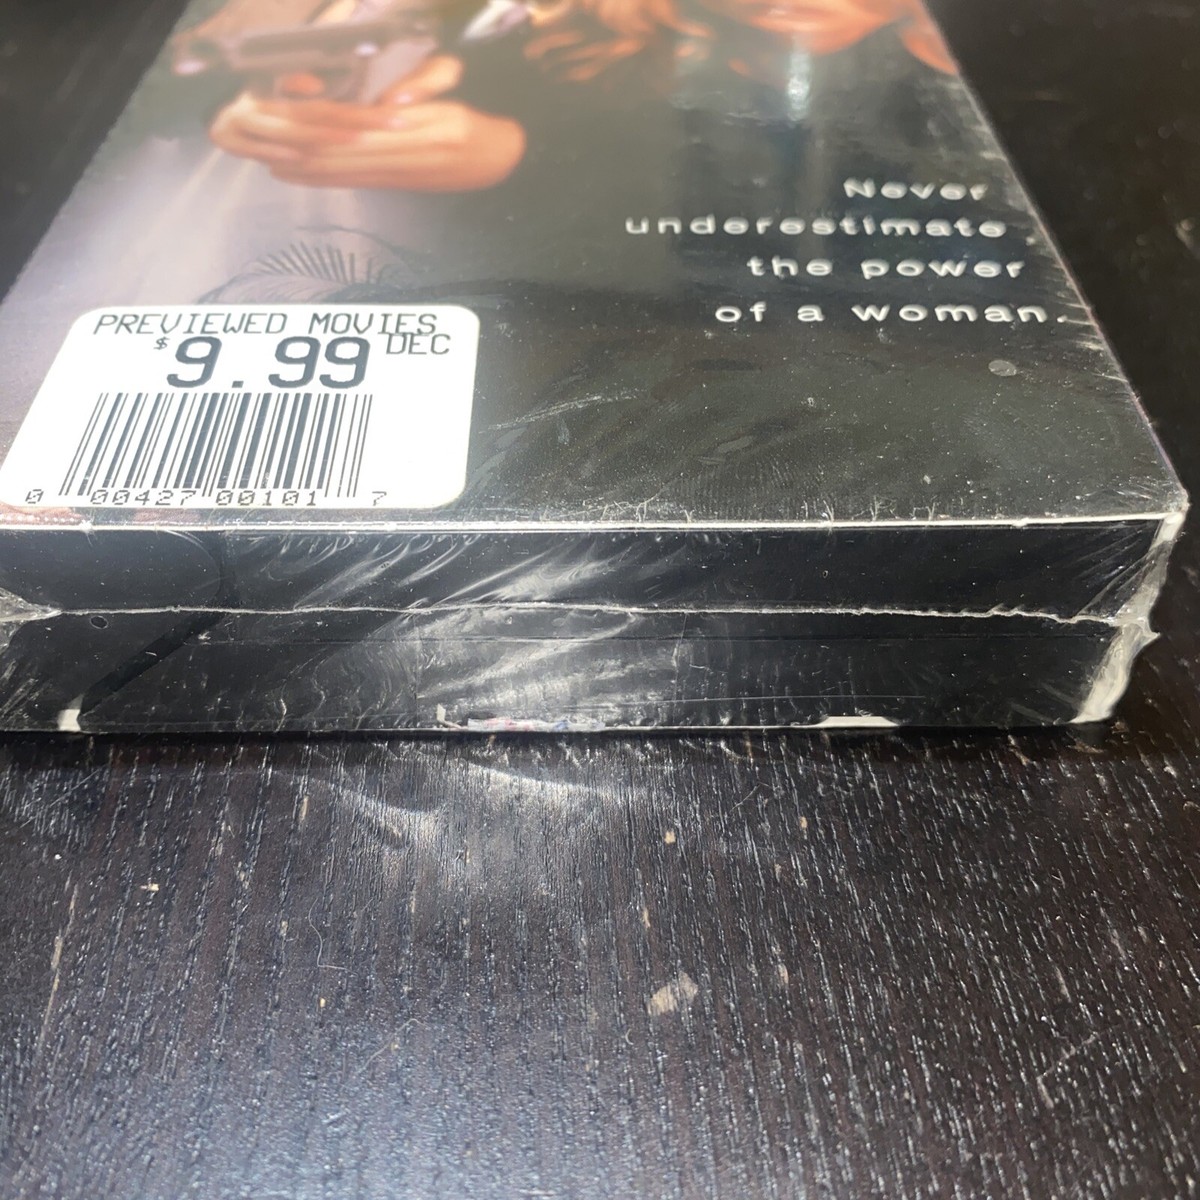 Never
underestimate
the power
of a woman.
PREVIEWED MOVIES
$9.99 DEC
0 00427 00101 7